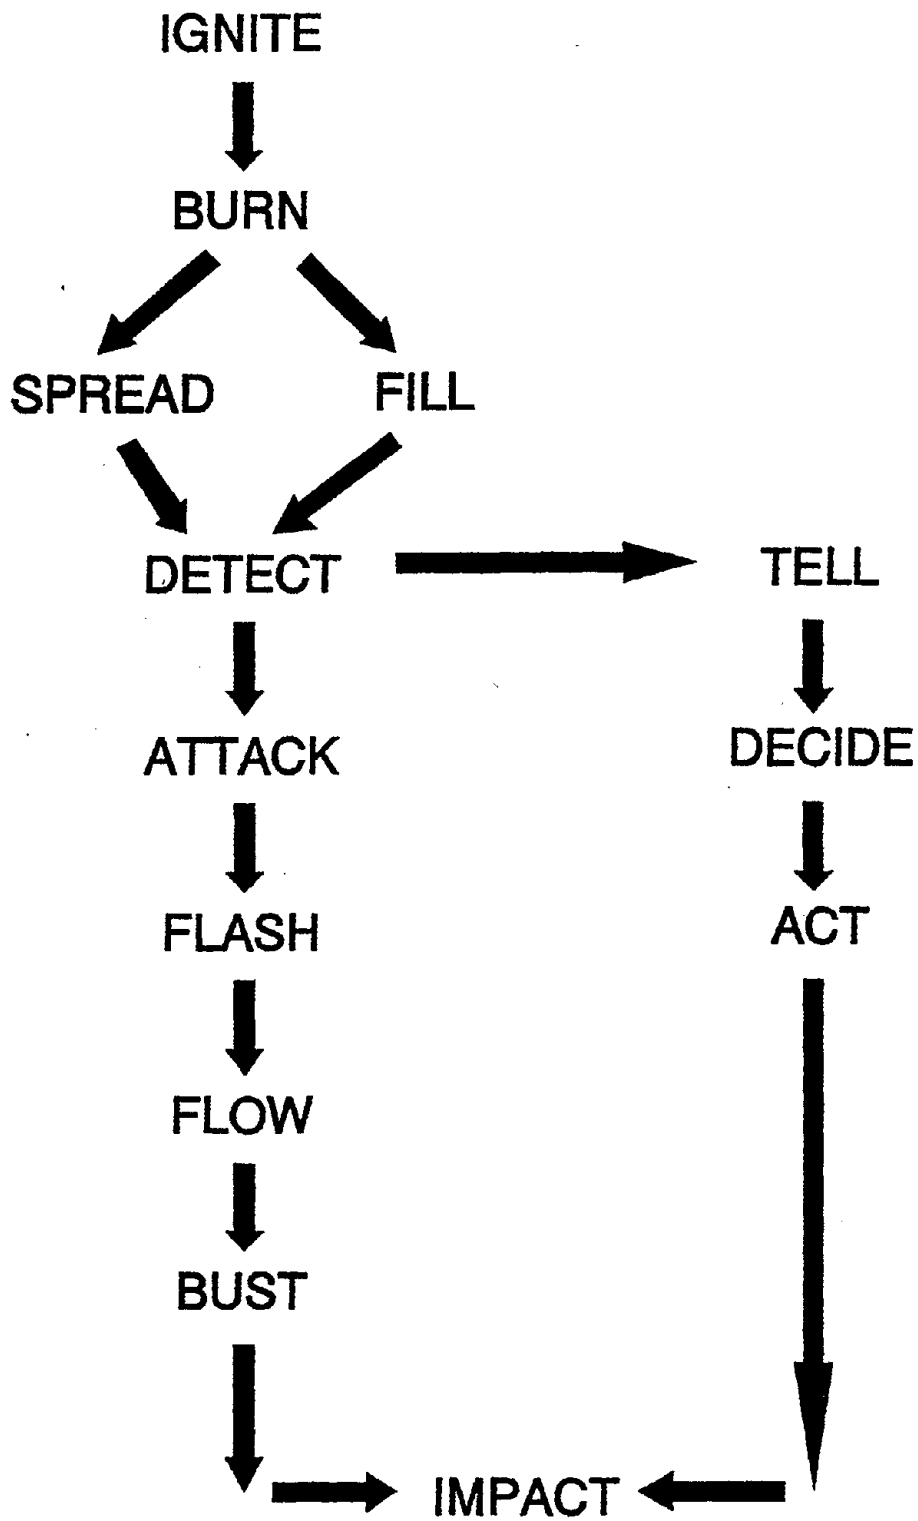 IGNITE
BURN
SPREAD
FILL
DETECT
TELL
ATTACK
DECIDE
FLASH
ACT
FLOW
BUST
IMPACT